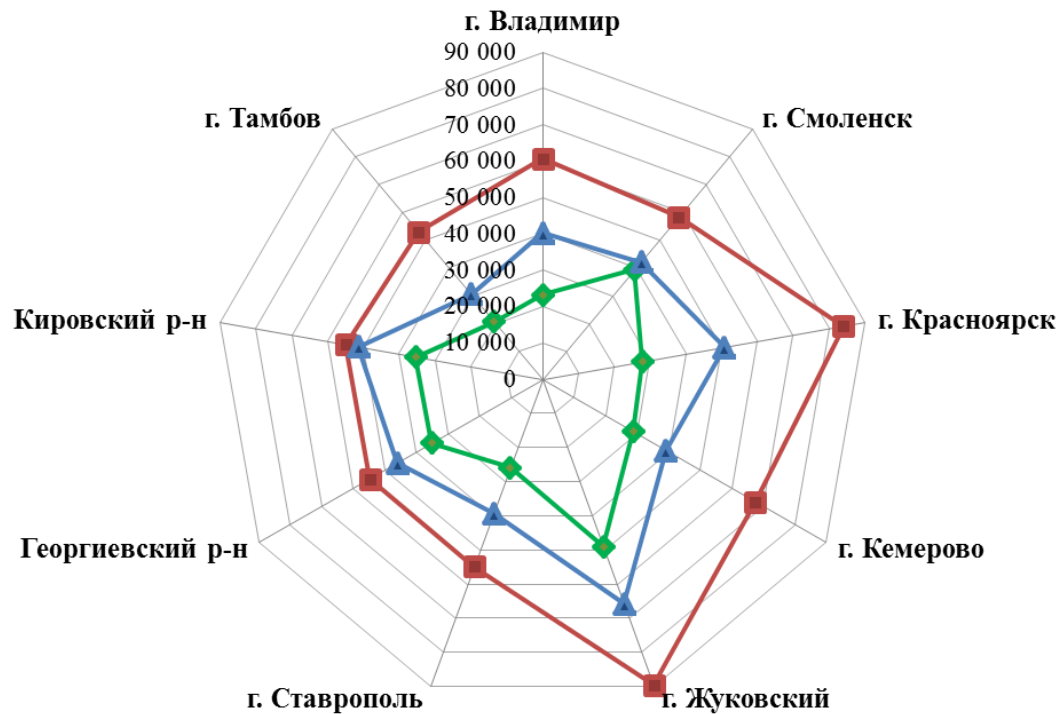 г. Владимир
90 000
80 000
70 000
60 000
50 000
40 000
30 000
20 000
10 000
0
г. Смоленск
г. Красноярск
г. Кемерово
г. Жуковский
г. Ставрополь
Георгиевский р-н
Кировский р-н
г. Тамбов